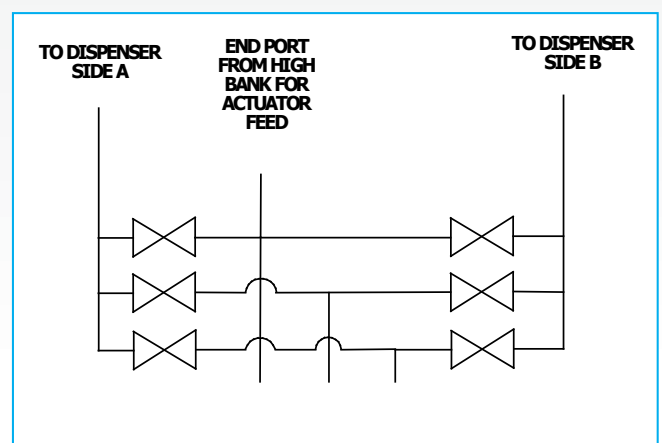 TO DISPENSER
SIDE A
END PORT
FROM HIGH
BANK FOR
ACTUATOR
FEED
TO DISPENSER
SIDE B